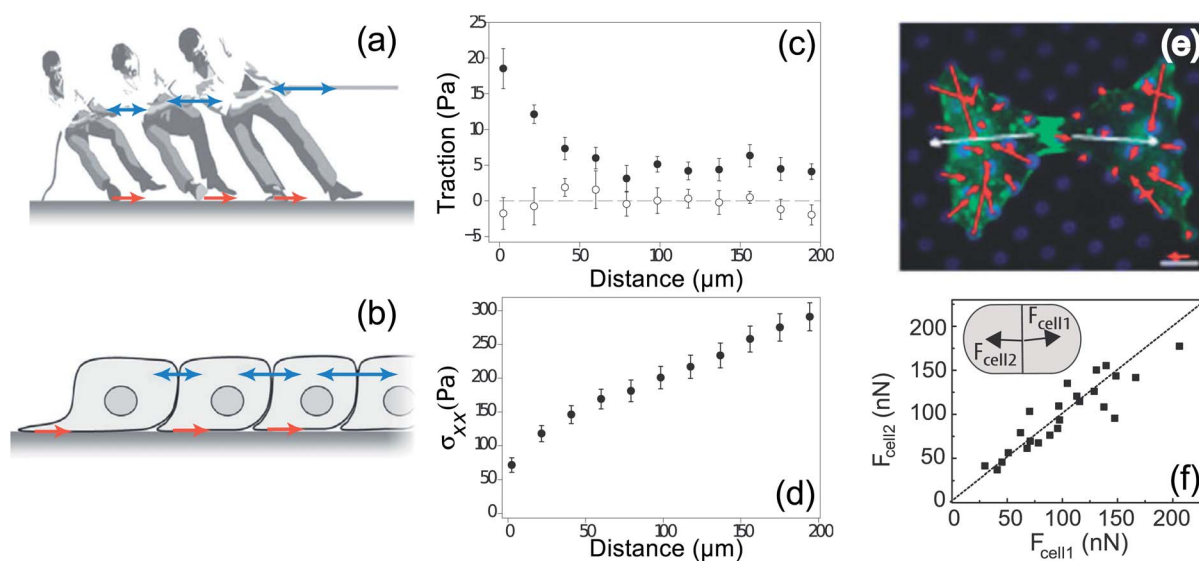 (a)
(b)
(c)
25
20
15
10
5
0
−5
Traction (Pa)
0
50
100
150
200
Distance (μm)
(d)
300
250
200
150
100
50
0
σxx(Pa)
0
50
100
150
200
Distance (μm)
(e)
(f)
200
150
100
50
0
Fcell2 (nN)
Fcell1
Fcell2
0
50
100
150
200
Fcell1 (nN)